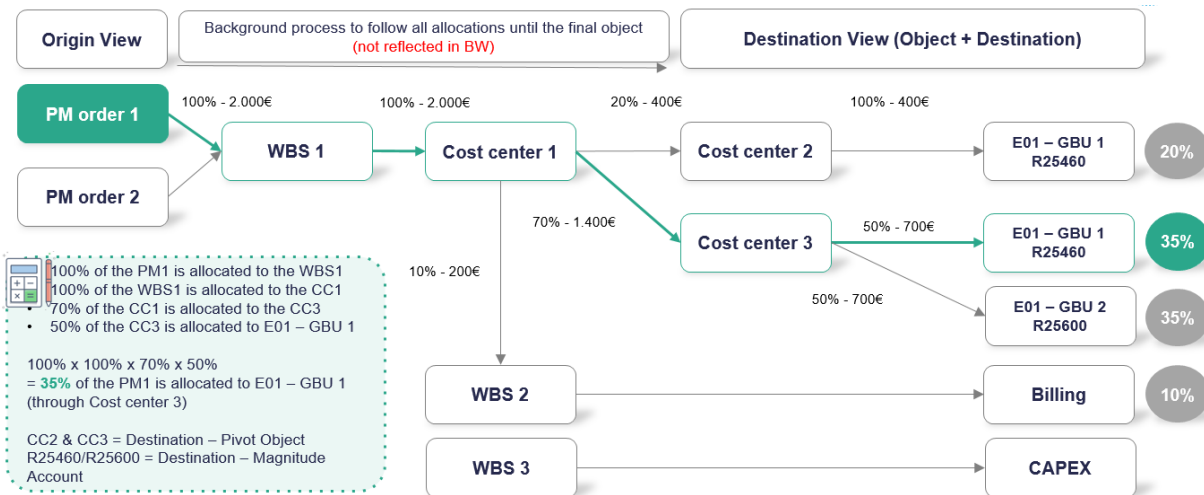 Origin View
Background process to follow all allocations until the final object
(not reflected in BW)
Destination View (Object + Destination)
PM order 1
100% - 2.000€
100% - 2.000€
20% - 400€
100% - 400€
WBS 1
Cost center 1
Cost center 2
E01 – GBU 1
R25460
20%
PM order 2
70% - 1.400€
Cost center 3
50% - 700€
E01 – GBU 1
R25460
35%
10% - 200€
50% - 700€
E01 – GBU 2
R25600
35%
100% of the PM1 is allocated to the WBS1
100% of the WBS1 is allocated to the CC1
• 70% of the CC1 is allocated to the CC3
• 50% of the CC3 is allocated to E01 – GBU 1
100% x 100% x 70% x 50%
= 35% of the PM1 is allocated to E01 – GBU 1
(through Cost center 3)
CC2 & CC3 = Destination – Pivot Object
R25460/R25600 = Destination – Magnitude
Account
WBS 2
Billing
10%
WBS 3
CAPEX